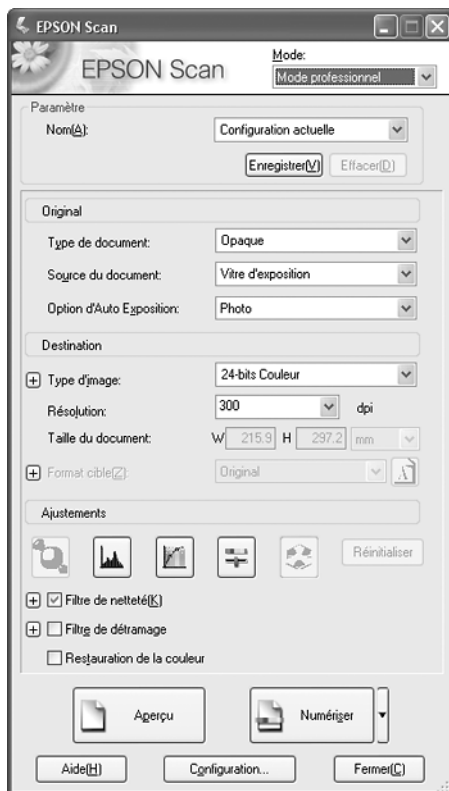 EPSON Scan
EPSON Scan
Mode:
Mode professionnel
Paramètre
Nom(A): Configuration actuelle
Enregistrer(V) Effacer(D)
Original
Type de document: Opaque
Source du document: Vitre d'exposition
Option d'Auto Exposition: Photo
Destination
Type d'image: 24-bits Couleur
Résolution: 300 dpi
Taille du document: W 215.9 H 297.2 mm
Format cible(Z): Original
Ajustements
Réinitialiser
Filtre de netteté(K)
Filtre de détramage
Restauration de la couleur
Aperçu Numériser
Aide(H) Configuration... Fermer(C)